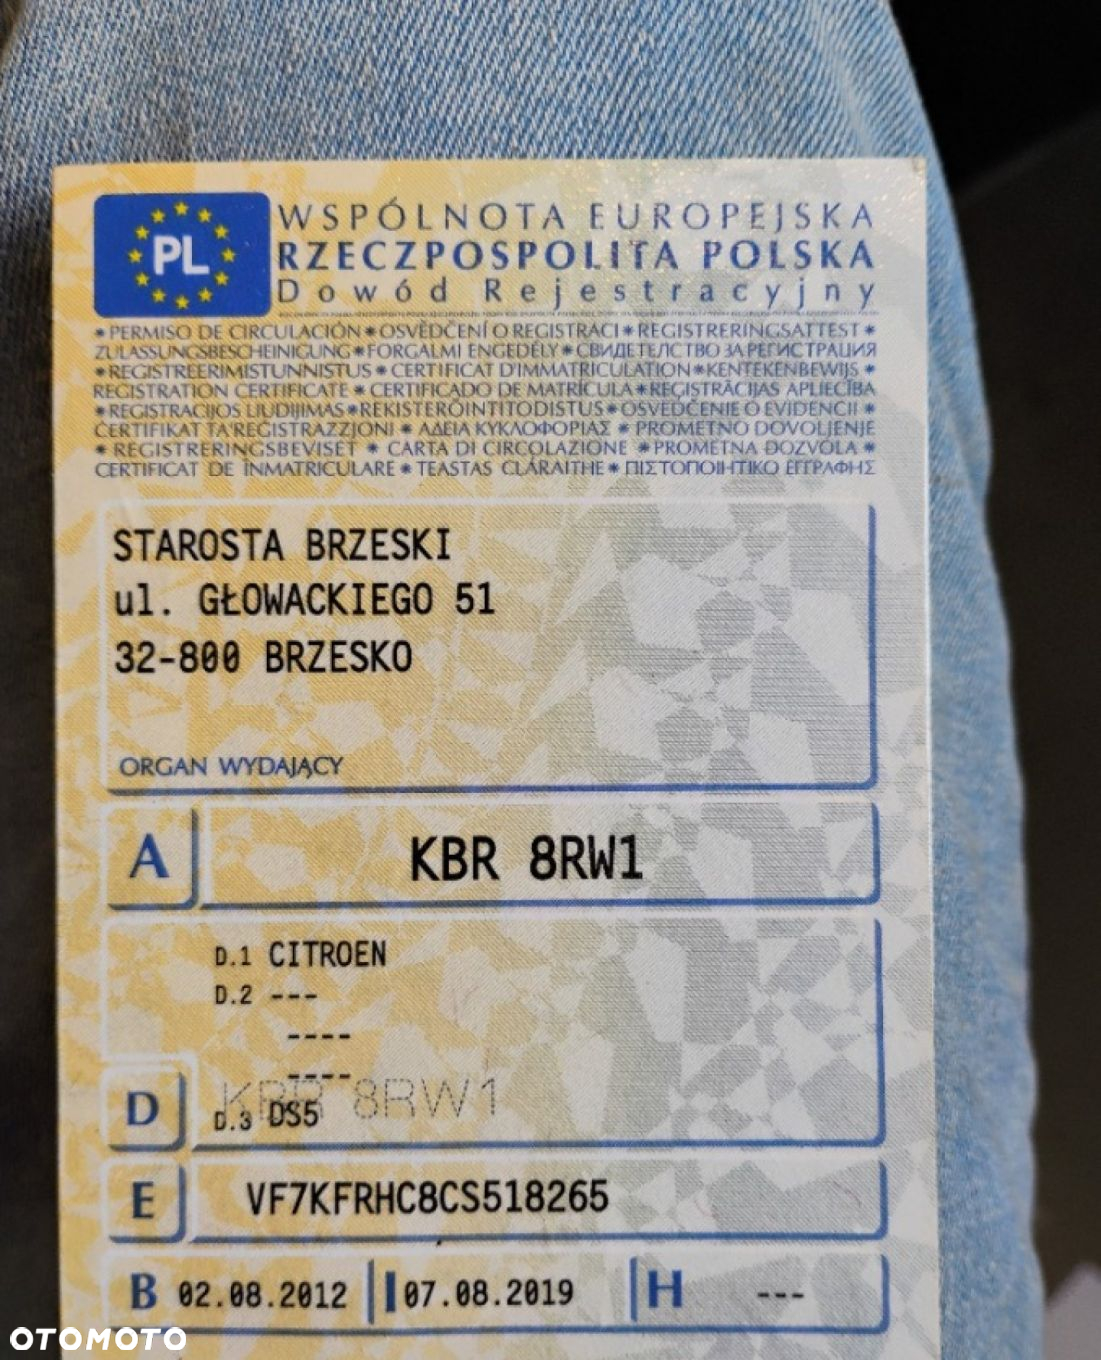 PL
WSPÓLNOTA EUROPEJSKA
RZECZPOSPOLITA POLSKA
Dowód Rejestracyjny
*PERMISO DE CIRCULACIÓN*OSVĚDČENÍ O REGISTRACI*REGISTRERINGSATTEST*
ZULASSUNGSBESCHEINIGUNG*FORGALMI ENGEDÉLY*СВИДЕТЕЛСТВО ЗА РЕГИСТРАЦИЯ
*REGISTREERIMISTUNNISTUS*CERTIFICAT D'IMMATRICULATION*KENTEKENBEWIJS*
REGISTRATION CERTIFICATE*CERTIFICADO DE MATRÍCULA*REGISTRĀCIJAS APLIECĪBA
*REGISTRACIJOS LIUDIJIMAS*REKISTERÖINTITODISTUS*OSVEDČENIE O EVIDENCII*
ĊERTIFIKAT TA'REĠISTRAZZJONI*ΑΔΕΙΑ ΚΥΚΛΟΦΟΡΙΑΣ*PROMETNO DOVOLJENJE
*REGISTRERINGSBEVISET*CARTA DI CIRCOLAZIONE*PROMETNA DOZVOLA*
CERTIFICAT DE ÎNMATRICULARE*TEASTAS CLÁRAITHE*ΠΙΣΤΟΠΟΙΗΤΙΚΟ ΕΓΓΡΑΦΗΣ
STAROSTA BRZESKI
ul. GŁOWACKIEGO 51
32-800 BRZESKO
ORGAN WYDAJĄCY
A KBR 8RW1
D.1 CITROEN
D.2 ---
----
----
KBR 8RW1
D D.3 DS5
E VF7KFRHC8CS518265
B 02.08.2012 I 07.08.2019 H ---
OTOMOTO